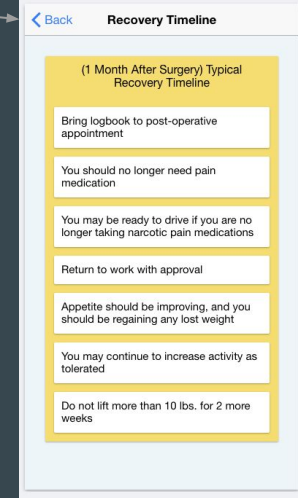 Back
Recovery Timeline
(1 Month After Surgery) Typical
Recovery Timeline
Bring logbook to post-operative
appointment
You should no longer need pain
medication
You may be ready to drive if you are no
longer taking narcotic pain medications
Return to work with approval
Appetite should be improving, and you
should be regaining any lost weight
You may continue to increase activity as
tolerated
Do not lift more than 10 lbs. for 2 more
weeks